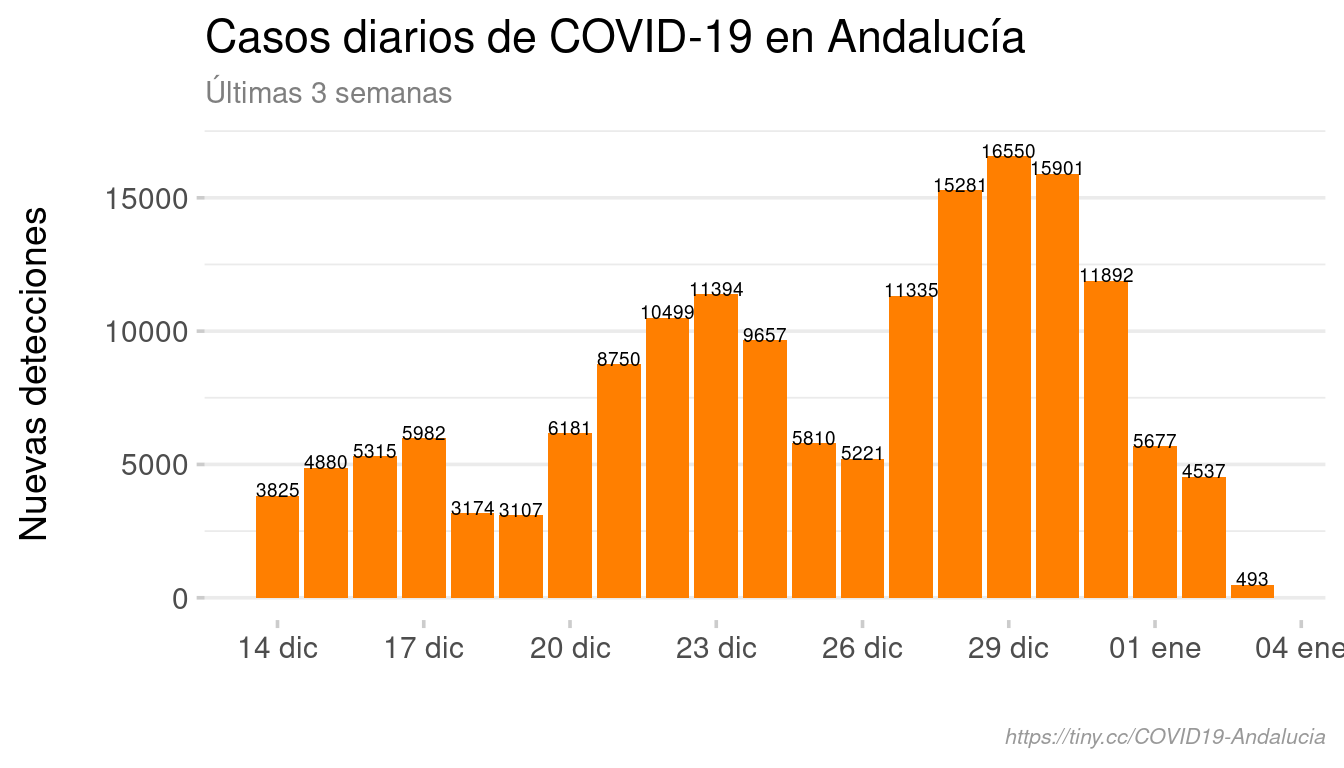 Casos diarios de COVID-19 en Andalucía
Últimas 3 semanas
Nuevas detecciones
15000
10000
5000
0
3825
4880
5315
5982
3174
3107
6181
8750
10499
11394
9657
5810
5221
11335
15281
16550
15901
11892
5677
4537
493
14 dic
17 dic
20 dic
23 dic
26 dic
29 dic
01 ene
04 ene
https://tiny.cc/COVID19-Andalucia